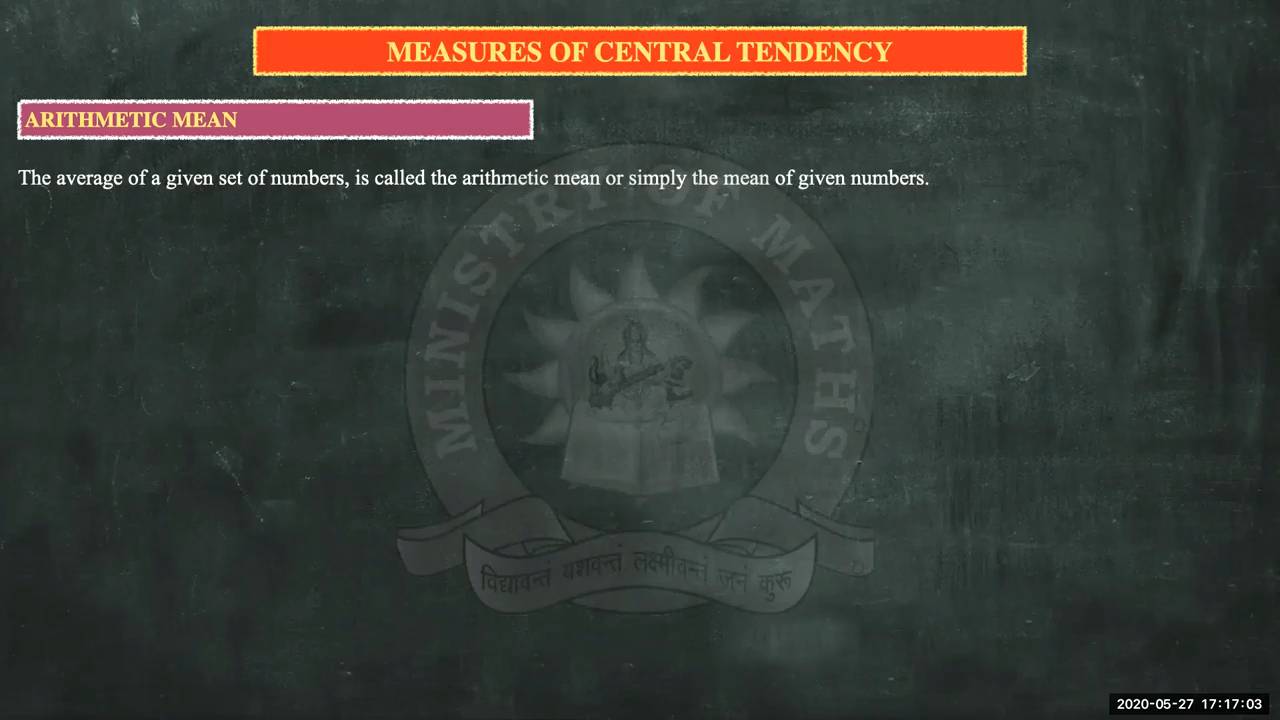 MEASURES OF CENTRAL TENDENCY
ARITHMETIC MEAN
The average of a given set of numbers, is called the arithmetic mean or simply the mean of given numbers.
MINISTRY OF MATHS
विद्यावन्तं यशवन्तं लक्ष्मीवन्तं जनं कुरू
2020-05-27 17:17:03